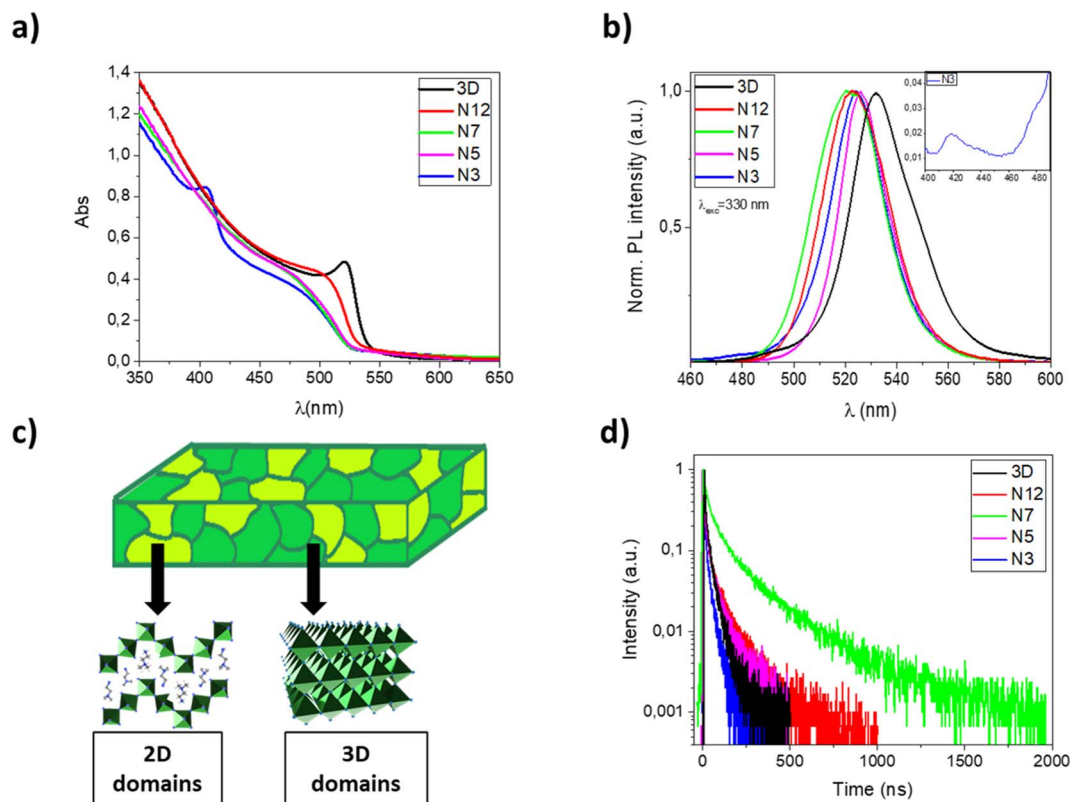 a)
Abs
1,4
1,2
1,0
0,8
0,6
0,4
0,2
0,0
350
400
450
500
550
600
650
λ(nm)
3D
N12
N7
N5
N3
b)
Norm. PL intensity (a.u.)
1,0
0,5
460
480
500
520
540
560
580
600
λ (nm)
3D
N12
N7
N5
N3
λexc=330 nm
N3
0,04
0,03
0,02
0,01
400
420
440
460
480
c)
2D
domains
3D
domains
d)
Intensity (a.u.)
1
0,1
0,01
0,001
0
500
1000
1500
2000
Time (ns)
3D
N12
N7
N5
N3